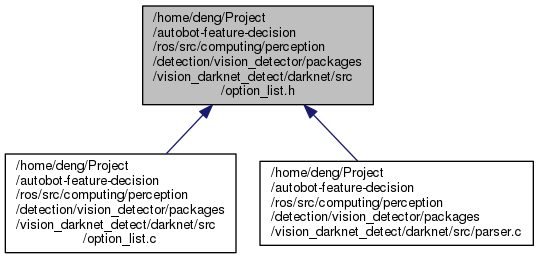 /home/deng/Project
/autobot-feature-decision
/ros/src/computing/perception
/detection/vision_detector/packages
/vision_darknet_detect/darknet/src
/option_list.h
/home/deng/Project
/autobot-feature-decision
/ros/src/computing/perception
/detection/vision_detector/packages
/vision_darknet_detect/darknet/src
/option_list.c
/home/deng/Project
/autobot-feature-decision
/ros/src/computing/perception
/detection/vision_detector/packages
/vision_darknet_detect/darknet/src/parser.c